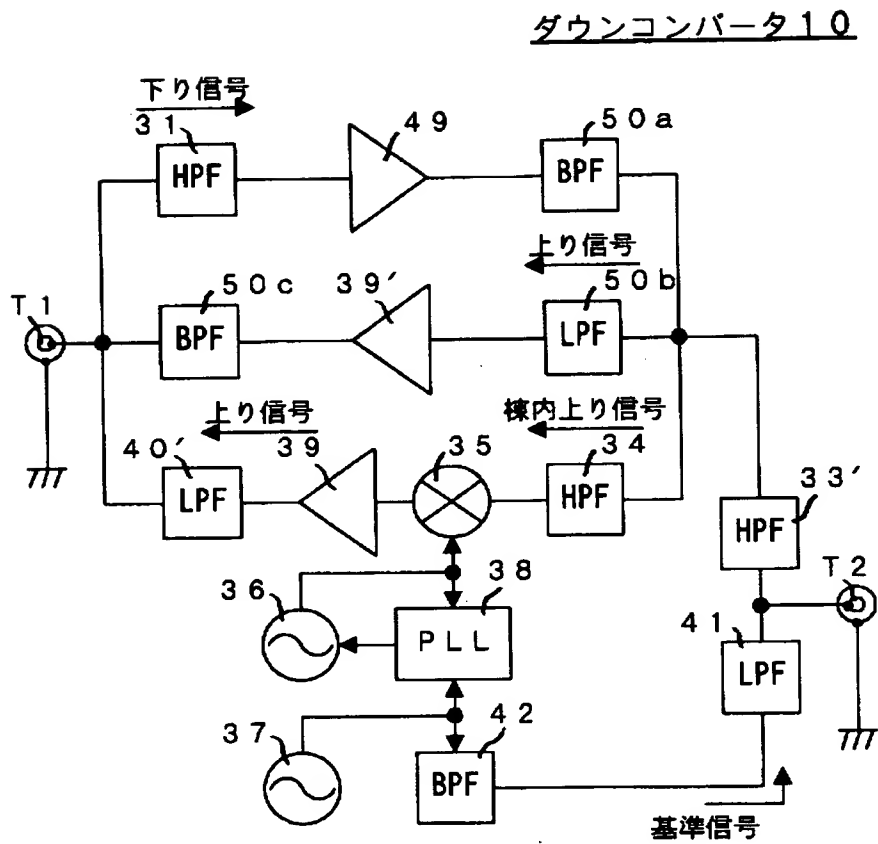 ダウンコンバータ10
下り信号
31
49
50a
HPF
BPF
上り信号
T1
50c
39′
50b
BPF
LPF
上り信号
棟内上り信号
40′
39
35
34
33′
LPF
HPF
HPF
T2
36
38
41
PLL
LPF
37
42
BPF
基準信号